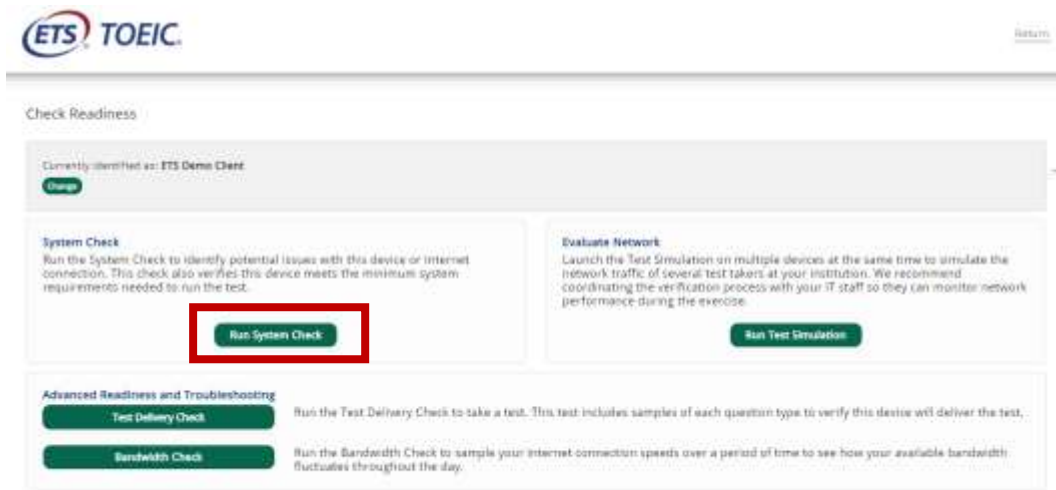 ETS TOEIC.
Return
Check Readiness
Currently identified as: ETS Demo Client
Change
System Check
Run the System Check to identify potential issues with this device or internet
connection. This check also verifies this device meets the minimum system
requirements needed to run the test.
Run System Check
Evaluate Network
Launch the Test Simulation on multiple devices at the same time to simulate the
network traffic of several test takers at your institution. We recommend
coordinating the verification process with your IT staff so they can monitor network
performance during the exercise.
Run Test Simulation
Advanced Readiness and Troubleshooting
Test Delivery Check
Run the Test Delivery Check to take a test. This test includes samples of each question type to verify this device will deliver the test.
Bandwidth Check
Run the Bandwidth Check to sample your internet connection speeds over a period of time to see how your available bandwidth
fluctuates throughout the day.